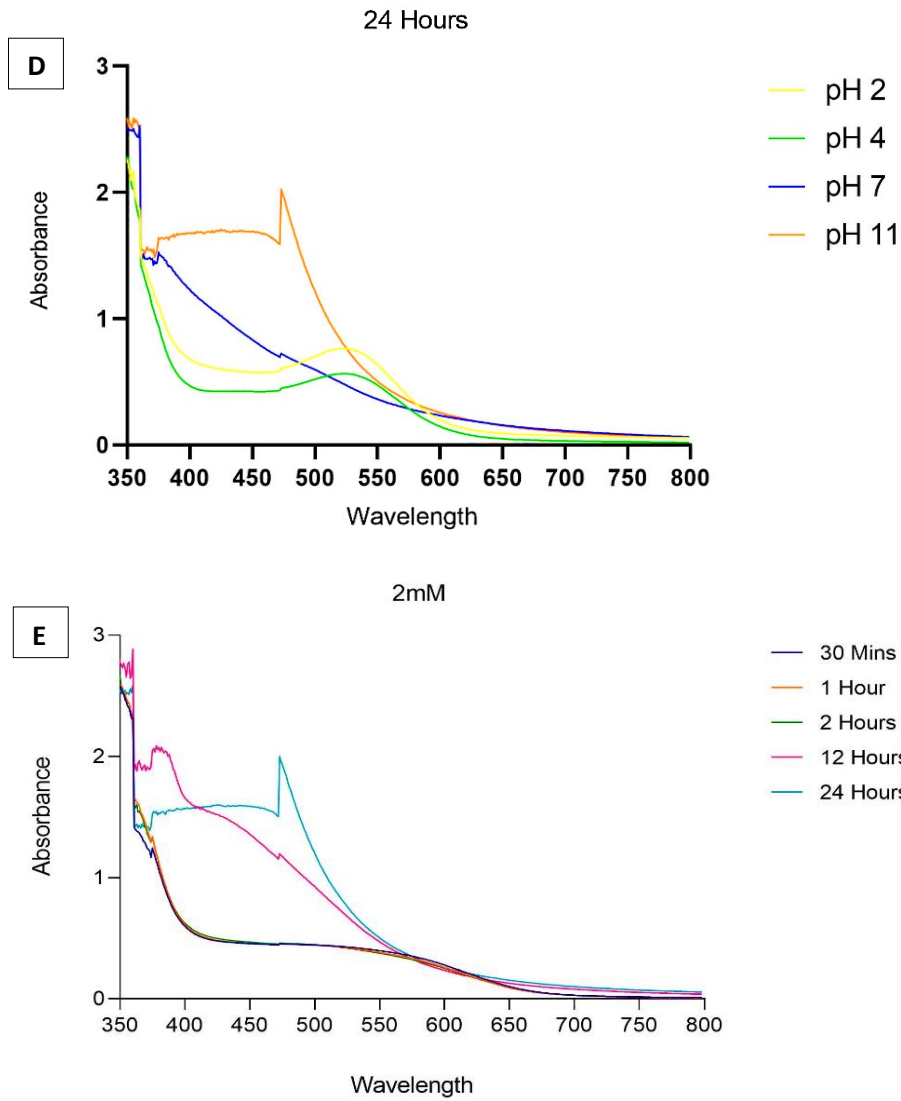 24 Hours
D
3
2
1
0
Absorbance
350 400 450 500 550 600 650 700 750 800
Wavelength
pH 2
pH 4
pH 7
pH 11
2mM
E
3
2
1
0
Absorbance
350 400 450 500 550 600 650 700 750 800
Wavelength
30 Mins
1 Hour
2 Hours
12 Hours
24 Hours